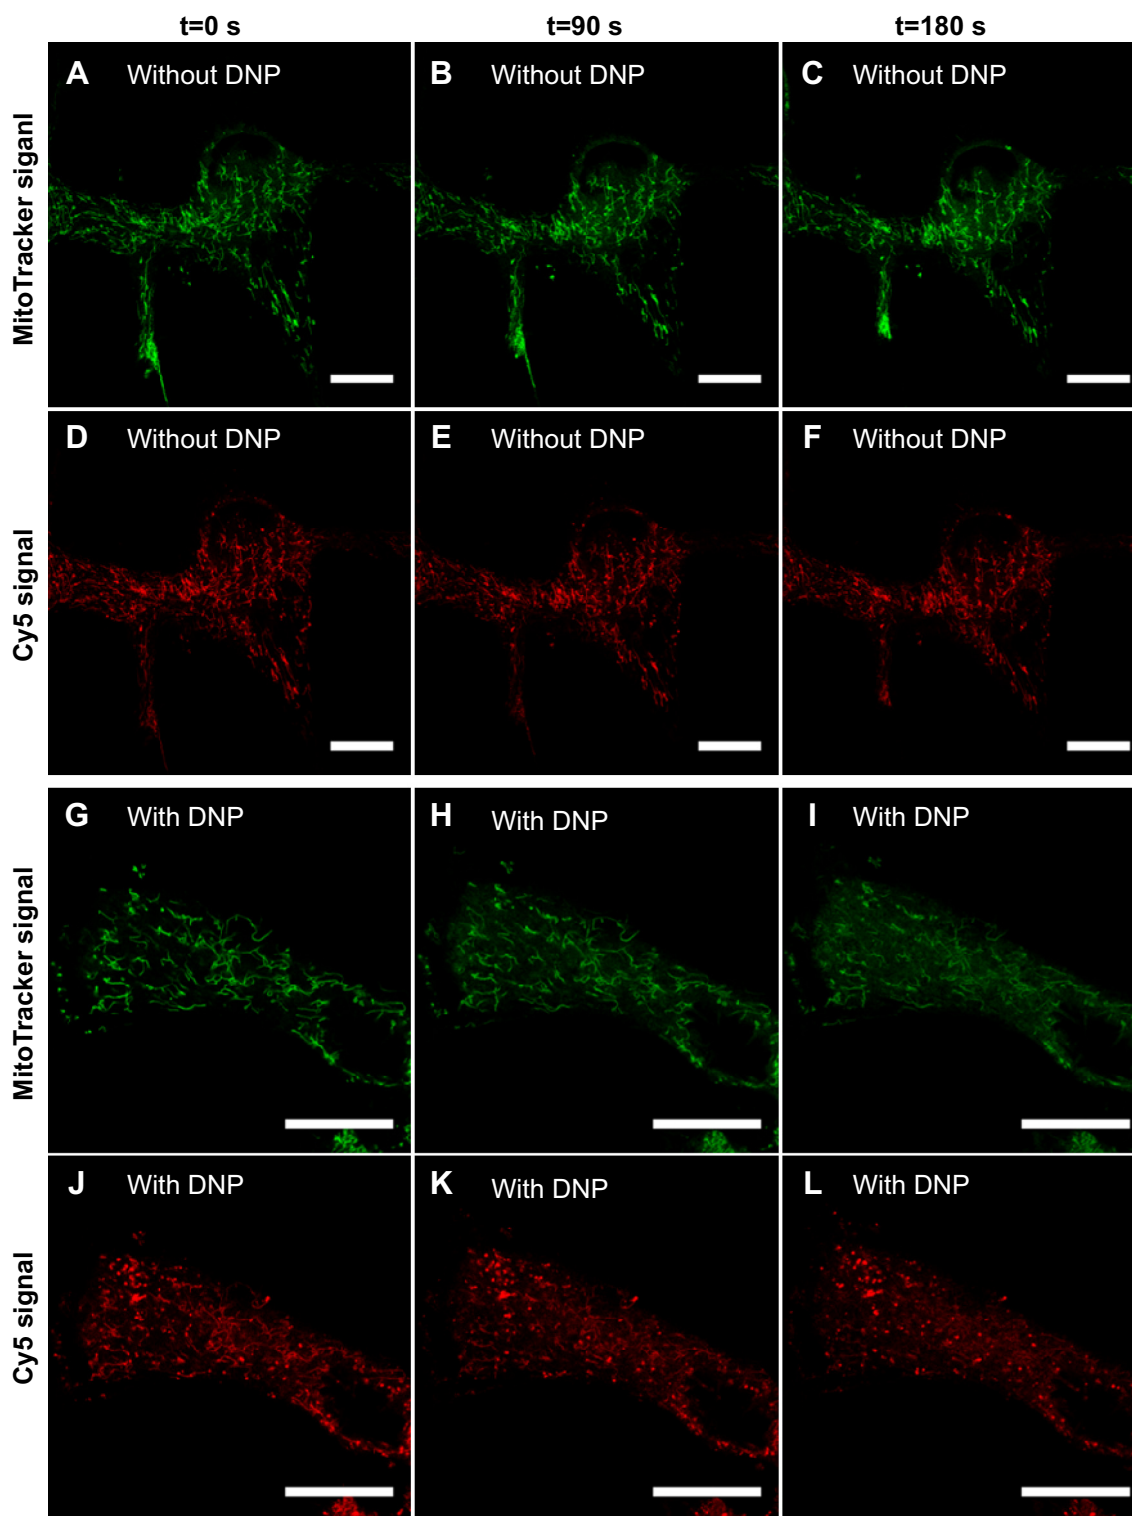 t=0 s t=90 s t=180 s
MitoTracker siganl
A Without DNP B Without DNP C Without DNP
Cy5 signal
D Without DNP E Without DNP F Without DNP
MitoTracker signal
G With DNP H With DNP I With DNP
Cy5 signal
J With DNP K With DNP L With DNP